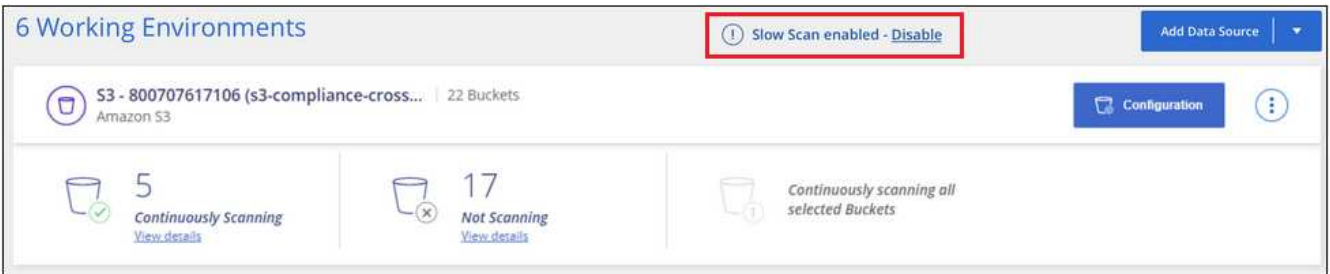 6 Working Environments
Slow Scan enabled - Disable
Add Data Source
S3 - 800707617106 (s3-compliance-cross... 22 Buckets
Amazon S3
Configuration
5
Continuously Scanning
View details
17
Not Scanning
View details
Continuously scanning all
selected Buckets